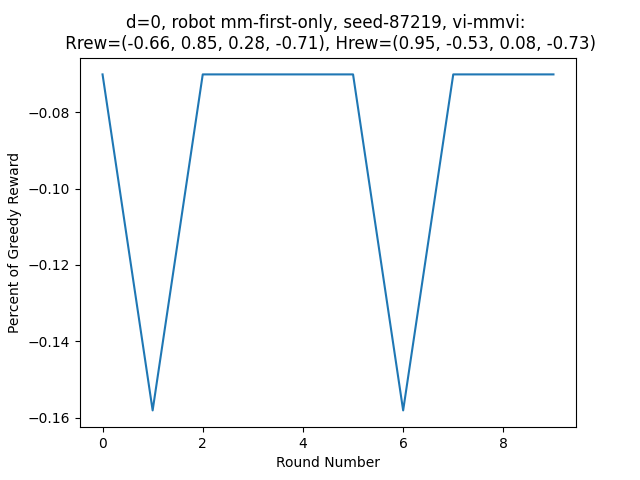 d=0, robot mm-first-only, seed-87219, vi-mmvi:
Rrew=(-0.66, 0.85, 0.28, -0.71), Hrew=(0.95, -0.53, 0.08, -0.73)
Percent of Greedy Reward
−0.08
−0.10
−0.12
−0.14
−0.16
0 2 4 6 8
Round Number